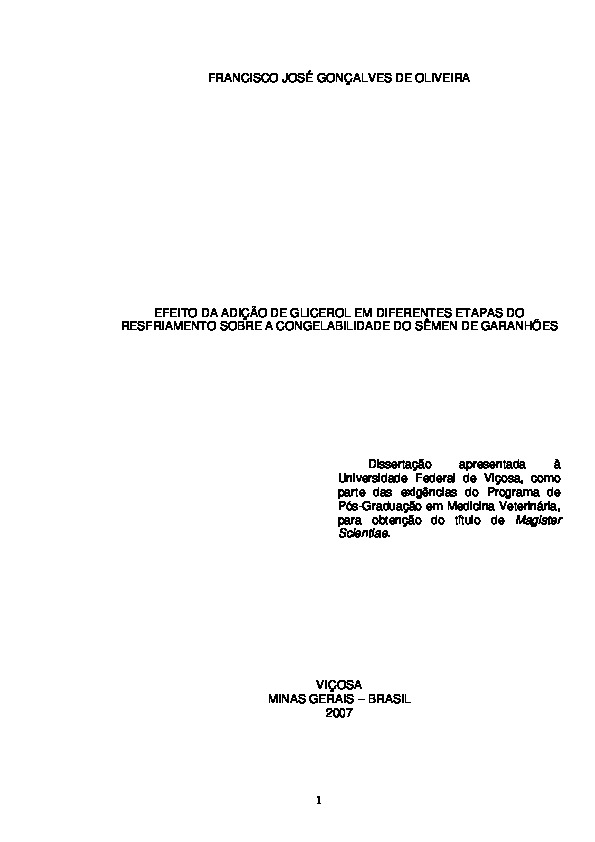 FRANCISCO JOSÉ GONÇALVES DE OLIVEIRA
EFEITO DA ADIÇÃO DE GLICEROL EM DIFERENTES ETAPAS DO
RESFRIAMENTO SOBRE A CONGELABILIDADE DO SÊMEN DE GARANHÕES
Dissertação apresentada à
Universidade Federal de Viçosa, como
parte das exigências do Programa de
Pós-Graduação em Medicina Veterinária,
para obtenção do título de Magister
Scientiae.
VIÇOSA
MINAS GERAIS – BRASIL
2007
1